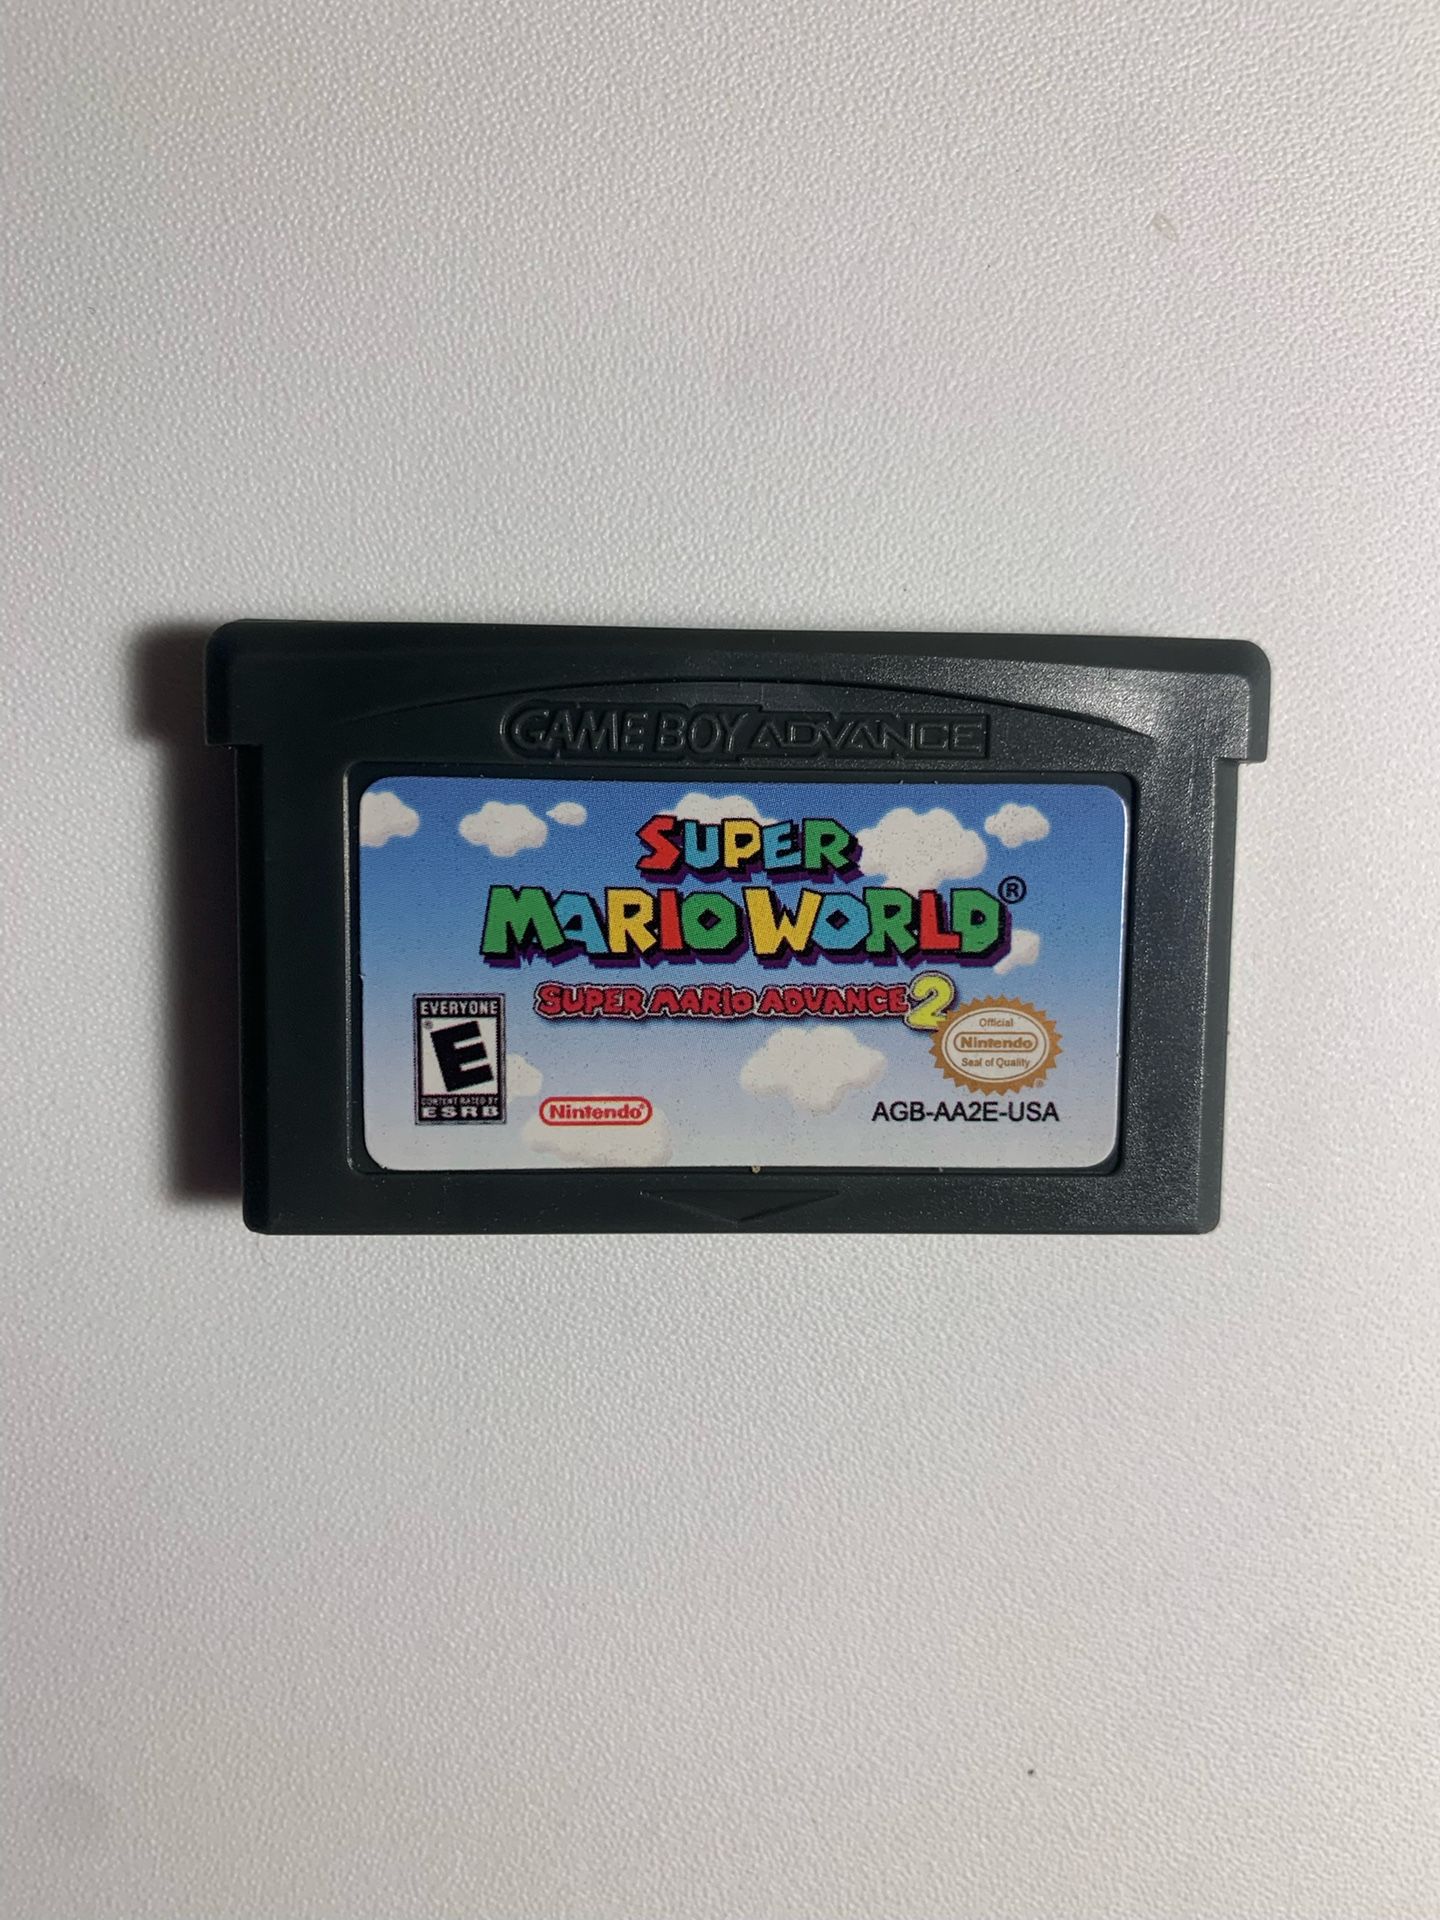 GAME BOY ADVANCE
SUPER
MARIO WORLD®
SUPER MARIO ADVANCE 2
EVERYONE
E
®
CONTENT RATED BY
ESRB
Nintendo®
Official
Nintendo
Seal of Quality
®
AGB-AA2E-USA